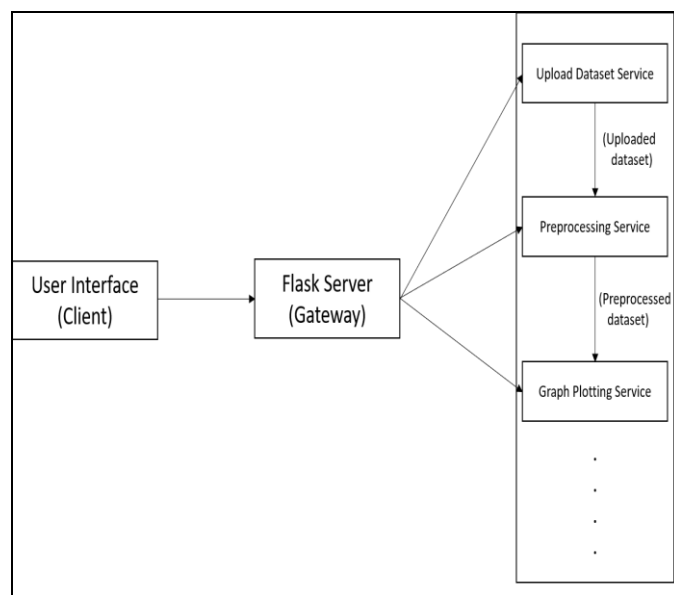 User Interface
(Client)
Flask Server
(Gateway)
Upload Dataset Service
(Uploaded
dataset)
Preprocessing Service
(Preprocessed
dataset)
Graph Plotting Service
.
.
.
.